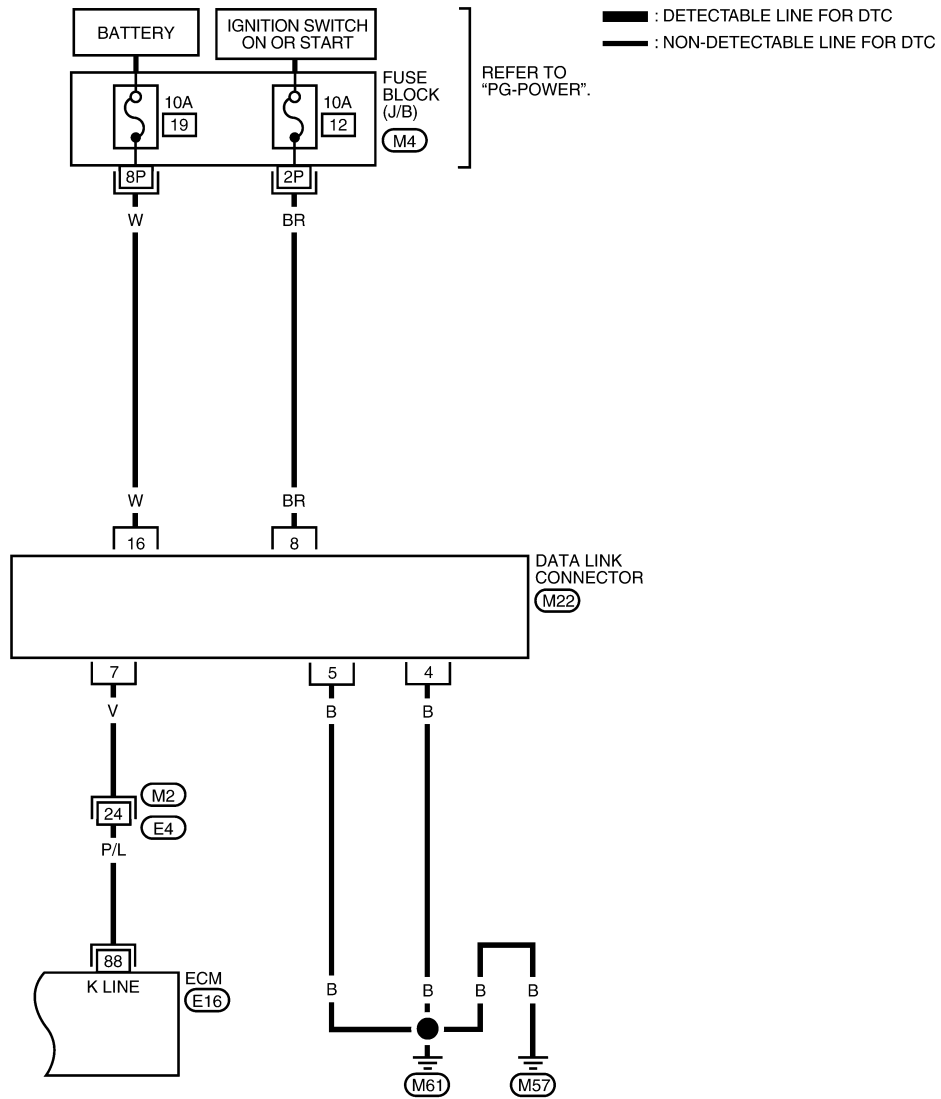 BATTERY
IGNITION SWITCH
ON OR START
: DETECTABLE LINE FOR DTC
: NON-DETECTABLE LINE FOR DTC
REFER TO
“PG-POWER”.
FUSE
BLOCK
(J/B)
M4
10A
19
10A
12
8P
2P
W
BR
W
BR
16
8
DATA LINK
CONNECTOR
M22
7
5
4
V
B
B
M2
24
E4
P/L
88
K LINE
ECM
E16
B
B
B
B
M61
M57